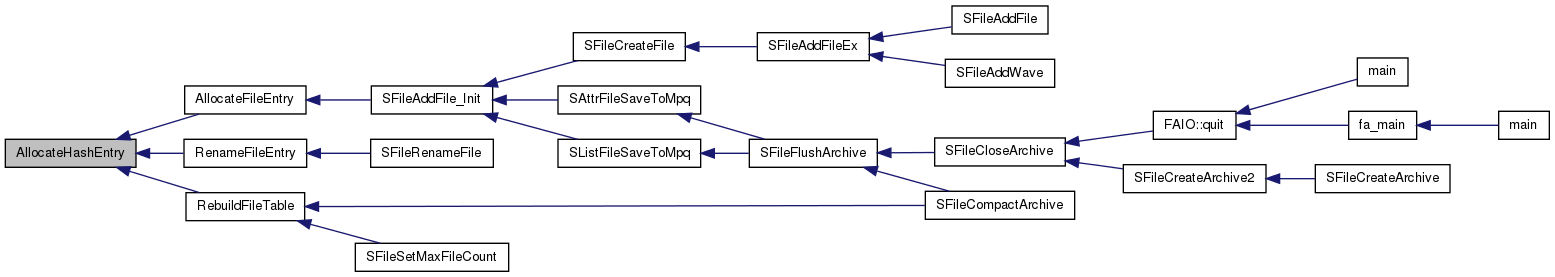 AllocateHashEntry
AllocateFileEntry
RenameFileEntry
RebuildFileTable
SFileAddFile_Init
SFileRenameFile
SFileSetMaxFileCount
SFileCreateFile
SAttrFileSaveToMpq
SListFileSaveToMpq
SFileAddFileEx
SFileFlushArchive
SFileAddFile
SFileAddWave
SFileCloseArchive
SFileCompactArchive
FAIO::quit
SFileCreateArchive2
main
fa_main
SFileCreateArchive
main